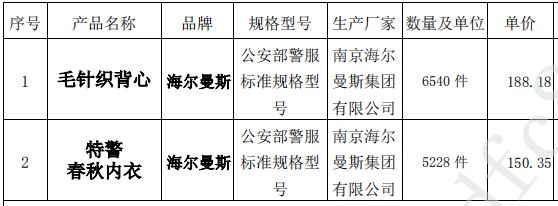 序号 产品名称 品牌 规格型号 生产厂家 数量及单位 单价
1 毛针织背心 海尔曼斯 公安部警服标准规格型号 南京海尔曼斯集团有限公司 6540 件 188.18
2 特警春秋内衣 海尔曼斯 公安部警服标准规格型号 南京海尔曼斯集团有限公司 5228 件 150.35